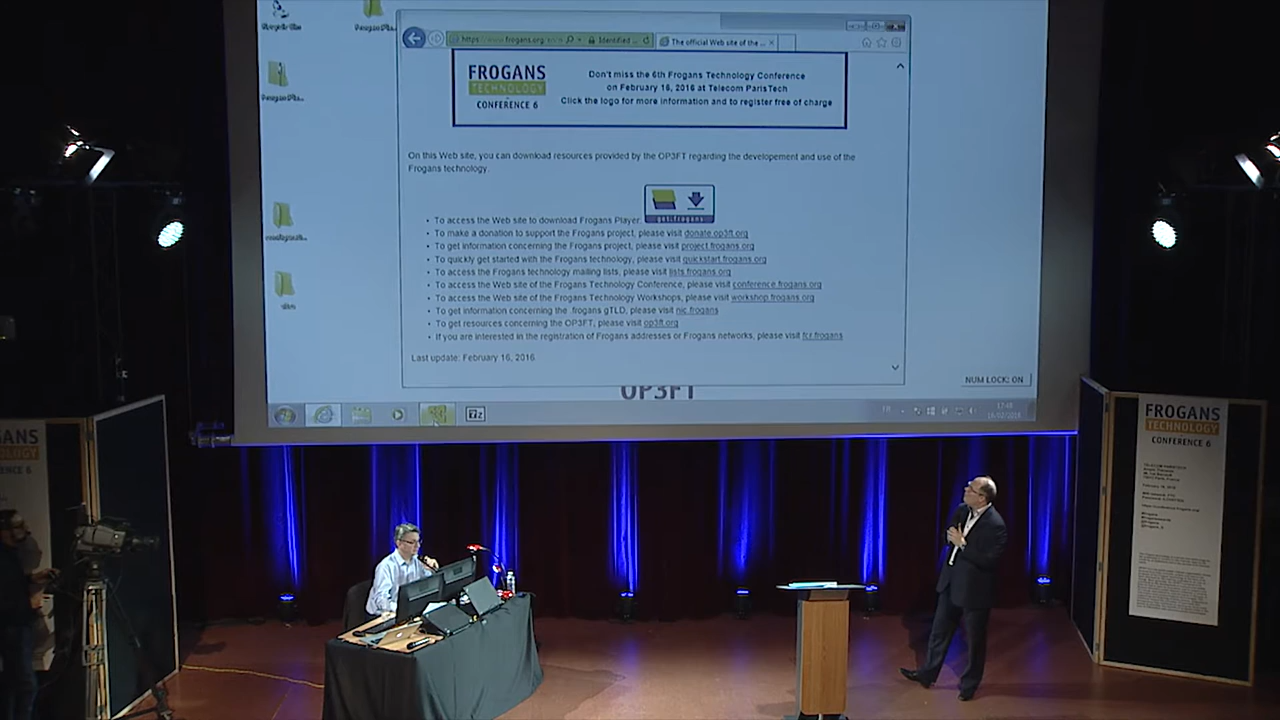 https://www.frogans.org
Identified
The official Web site of the ...
FROGANS
TECHNOLOGY
CONFERENCE 6
Don't miss the 6th Frogans Technology Conference
on February 16, 2016 at Telecom ParisTech
Click the logo for more information and to register free of charge
On this Web site, you can download resources provided by the OP3FT regarding the developement and use of the
Frogans technology.
get.frogans
• To access the Web site to download Frogans Player:
• To make a donation to support the Frogans project, please visit donate.op3ft.org
• To get information concerning the Frogans project, please visit project.frogans.org
• To quickly get started with the Frogans technology, please visit quickstart.frogans.org
• To access the Frogans technology mailing lists, please visit lists.frogans.org
• To access the Web site of the Frogans Technology Conference, please visit conference.frogans.org
• To access the Web site of the Frogans Technology Workshops, please visit workshop.frogans.org
• To get information concerning the .frogans gTLD, please visit nic.frogans
• To get resources concerning the OP3FT, please visit op3ft.org
• If you are interested in the registration of Frogans addresses or Frogans networks, please visit fcr.frogans
Last update: February 16, 2016
NUM LOCK: ON
OP3FT
7z
FR
17:49
16/02/2016
GANS
FROGANS
TECHNOLOGY
CONFERENCE 6